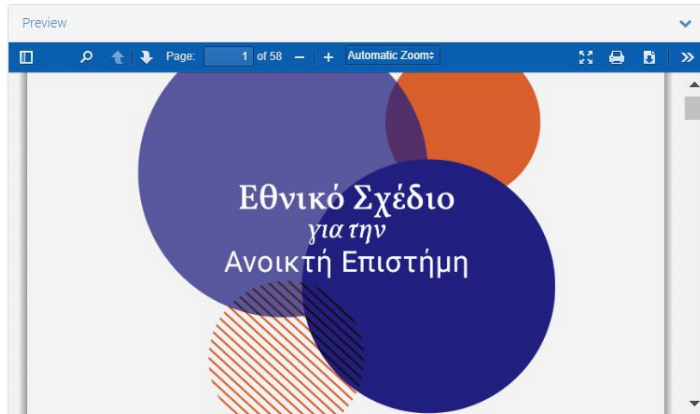 Preview
Page: 1 of 58 — + Automatic Zoom
Εθνικό Σχέδιο
για την
Ανοικτή Επιστήμη